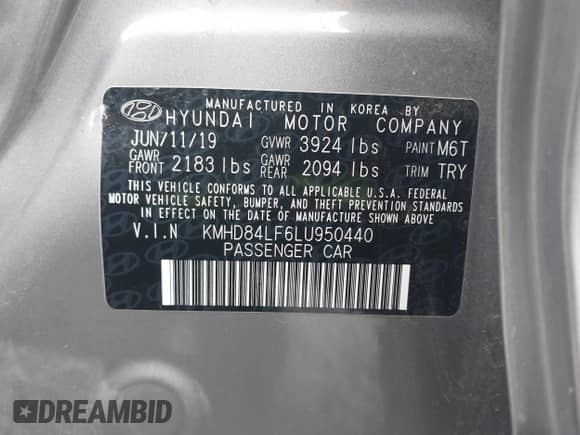 MANUFACTURED IN KOREA BY
HYUNDAI MOTOR COMPANY
JUN/11/19 GVWR 3924 lbs PAINT M6T
GAWR FRONT 2183 lbs GAWR REAR 2094 lbs TRIM TRY
THIS VEHICLE CONFORMS TO ALL APPLICABLE U.S.A. FEDERAL
MOTOR VEHICLE SAFETY, BUMPER, AND THEFT PREVENTION STANDARDS
IN EFFECT ON THE DATE OF MANUFACTURE SHOWN ABOVE.
V.I.N KMHD84LF6LU950440
PASSENGER CAR
DREAMBID